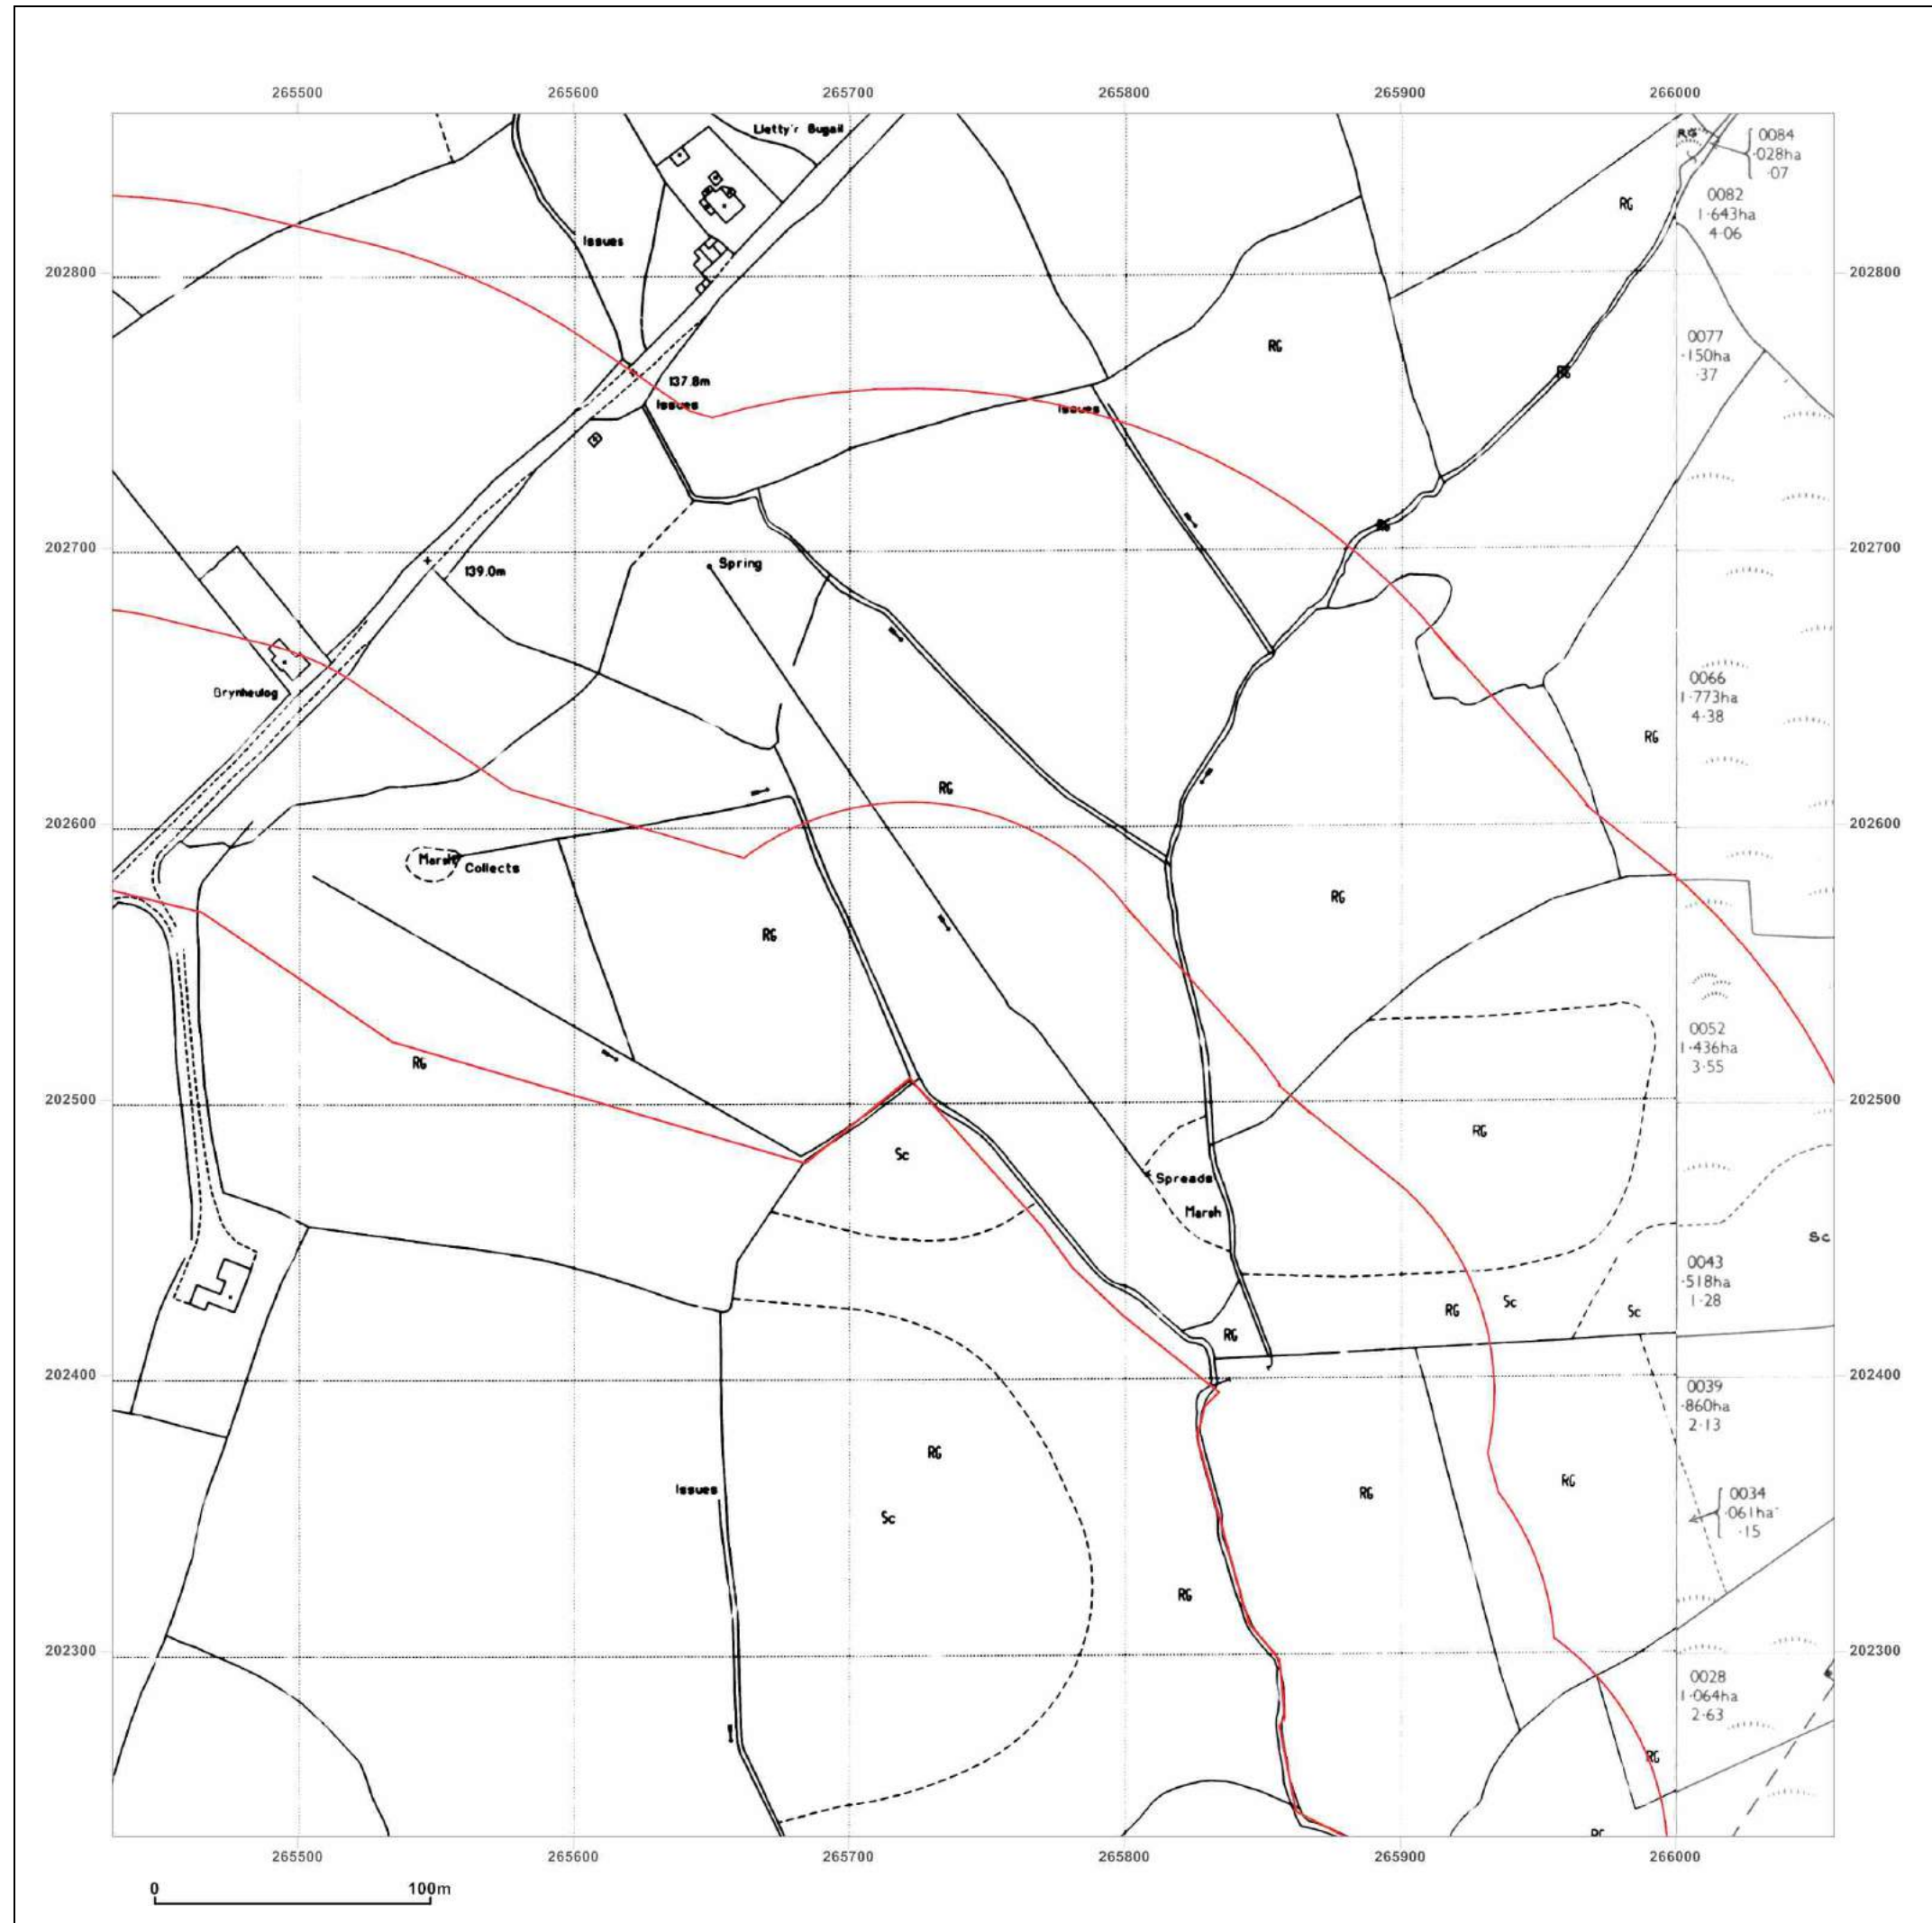 265500 265600 265700 265800 265900 266000
Lletty'r Bugail
RG
0084
·028ha
·07
RG
0082
1·643ha
4·06
Issues
202800 202800
0077
·150ha
·37
RG
RG
137.8m
Issues
Issues
RG
202700 202700
139.0m
Spring
Brynheulog
0066
1·773ha
4·38
RG
RG
202600 202600
Marsh
Collects
RG
RG
0052
1·436ha
3·55
RG
202500 202500
RG
Sc
Spreads
Marsh
Sc
0043
·518ha
1·28
RG
Sc
Sc
RG
202400 202400
0039
·860ha
2·13
RG
RG
RG
Issues
0034
·061ha
·15
Sc
RG
202300 202300
0028
1·064ha
2·63
RG
RG
265500 265600 265700 265800 265900 266000
0 100m